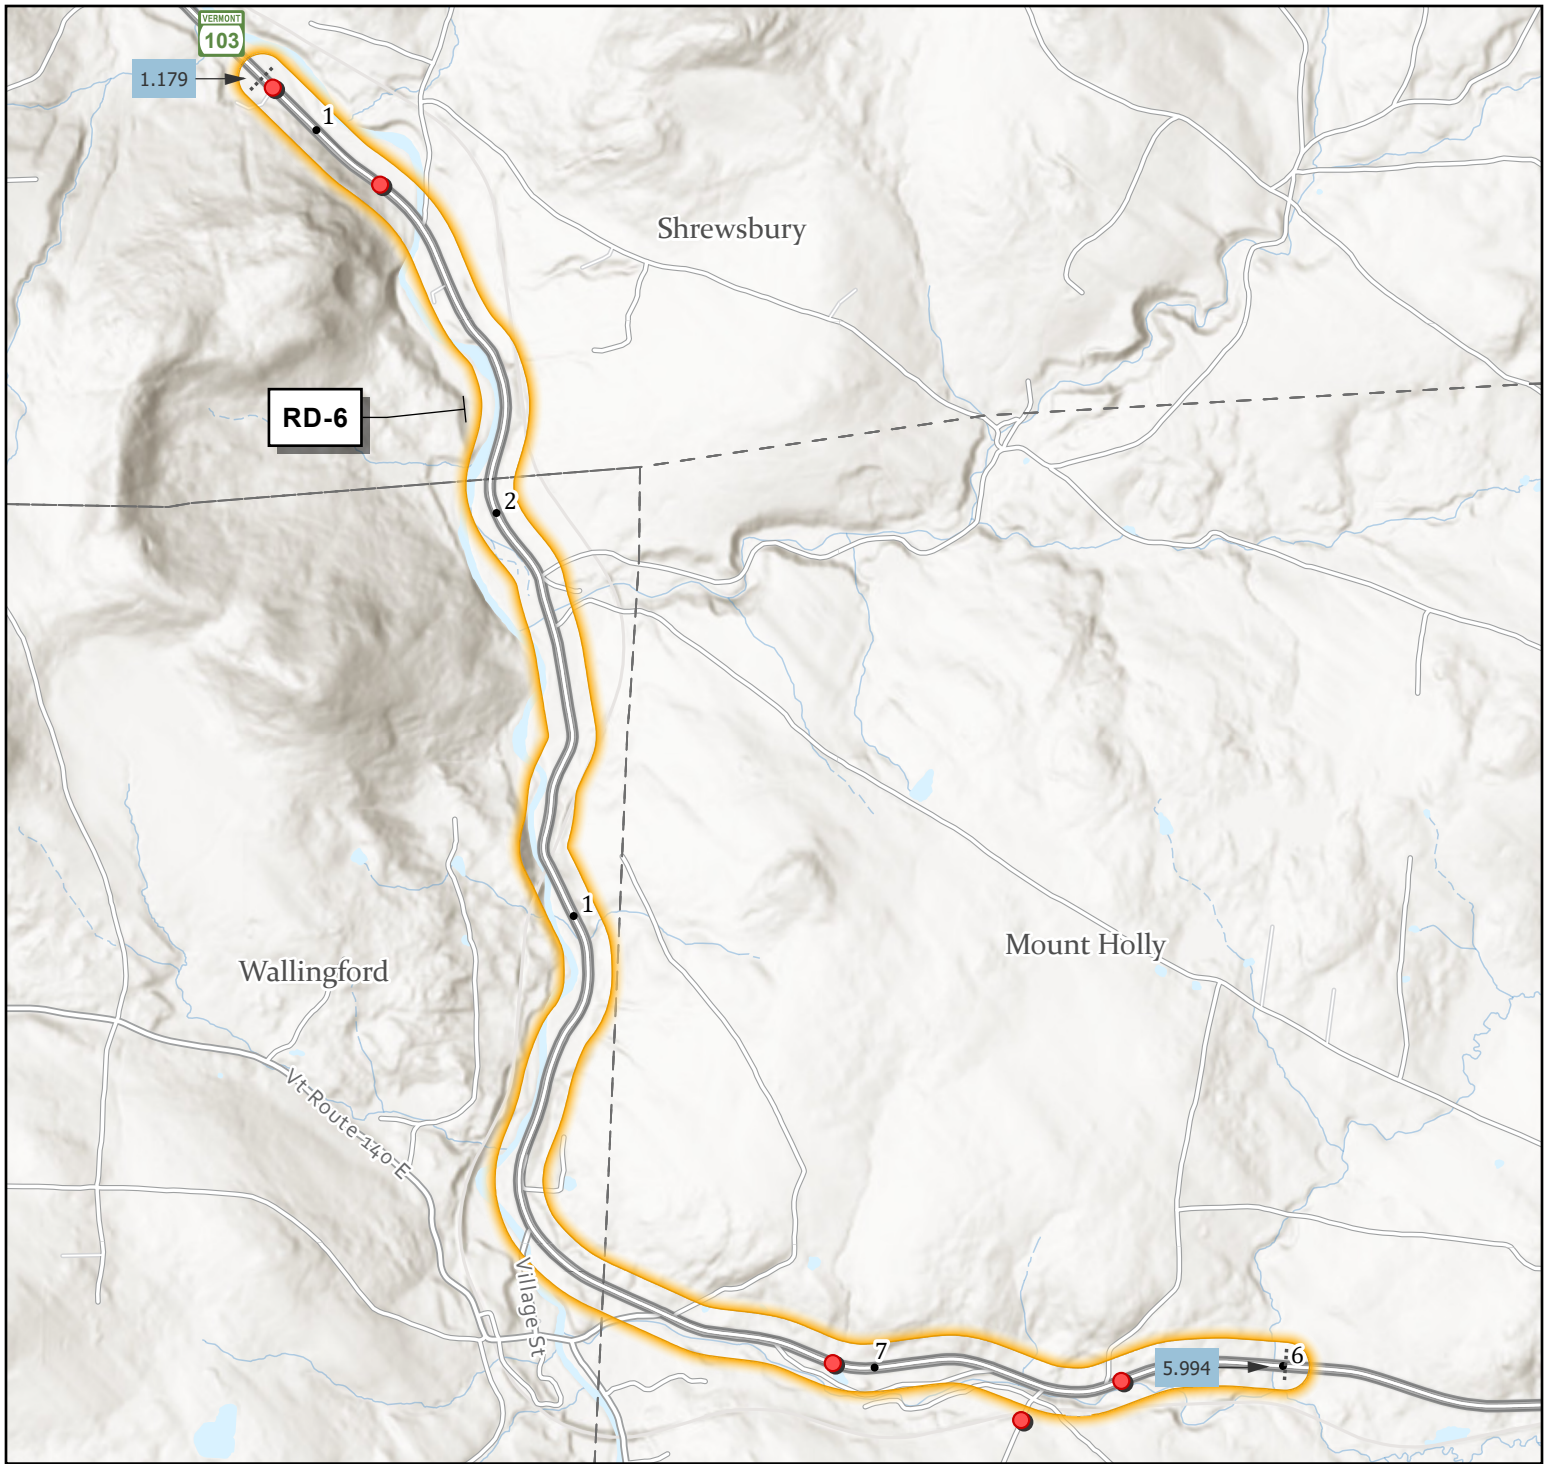 VERMONT
103
1.179
1
Shrewsbury
RD-6
2
1
Mount Holly
Wallingford
Vt-Route-140-E
Village-St
7
6
5.994